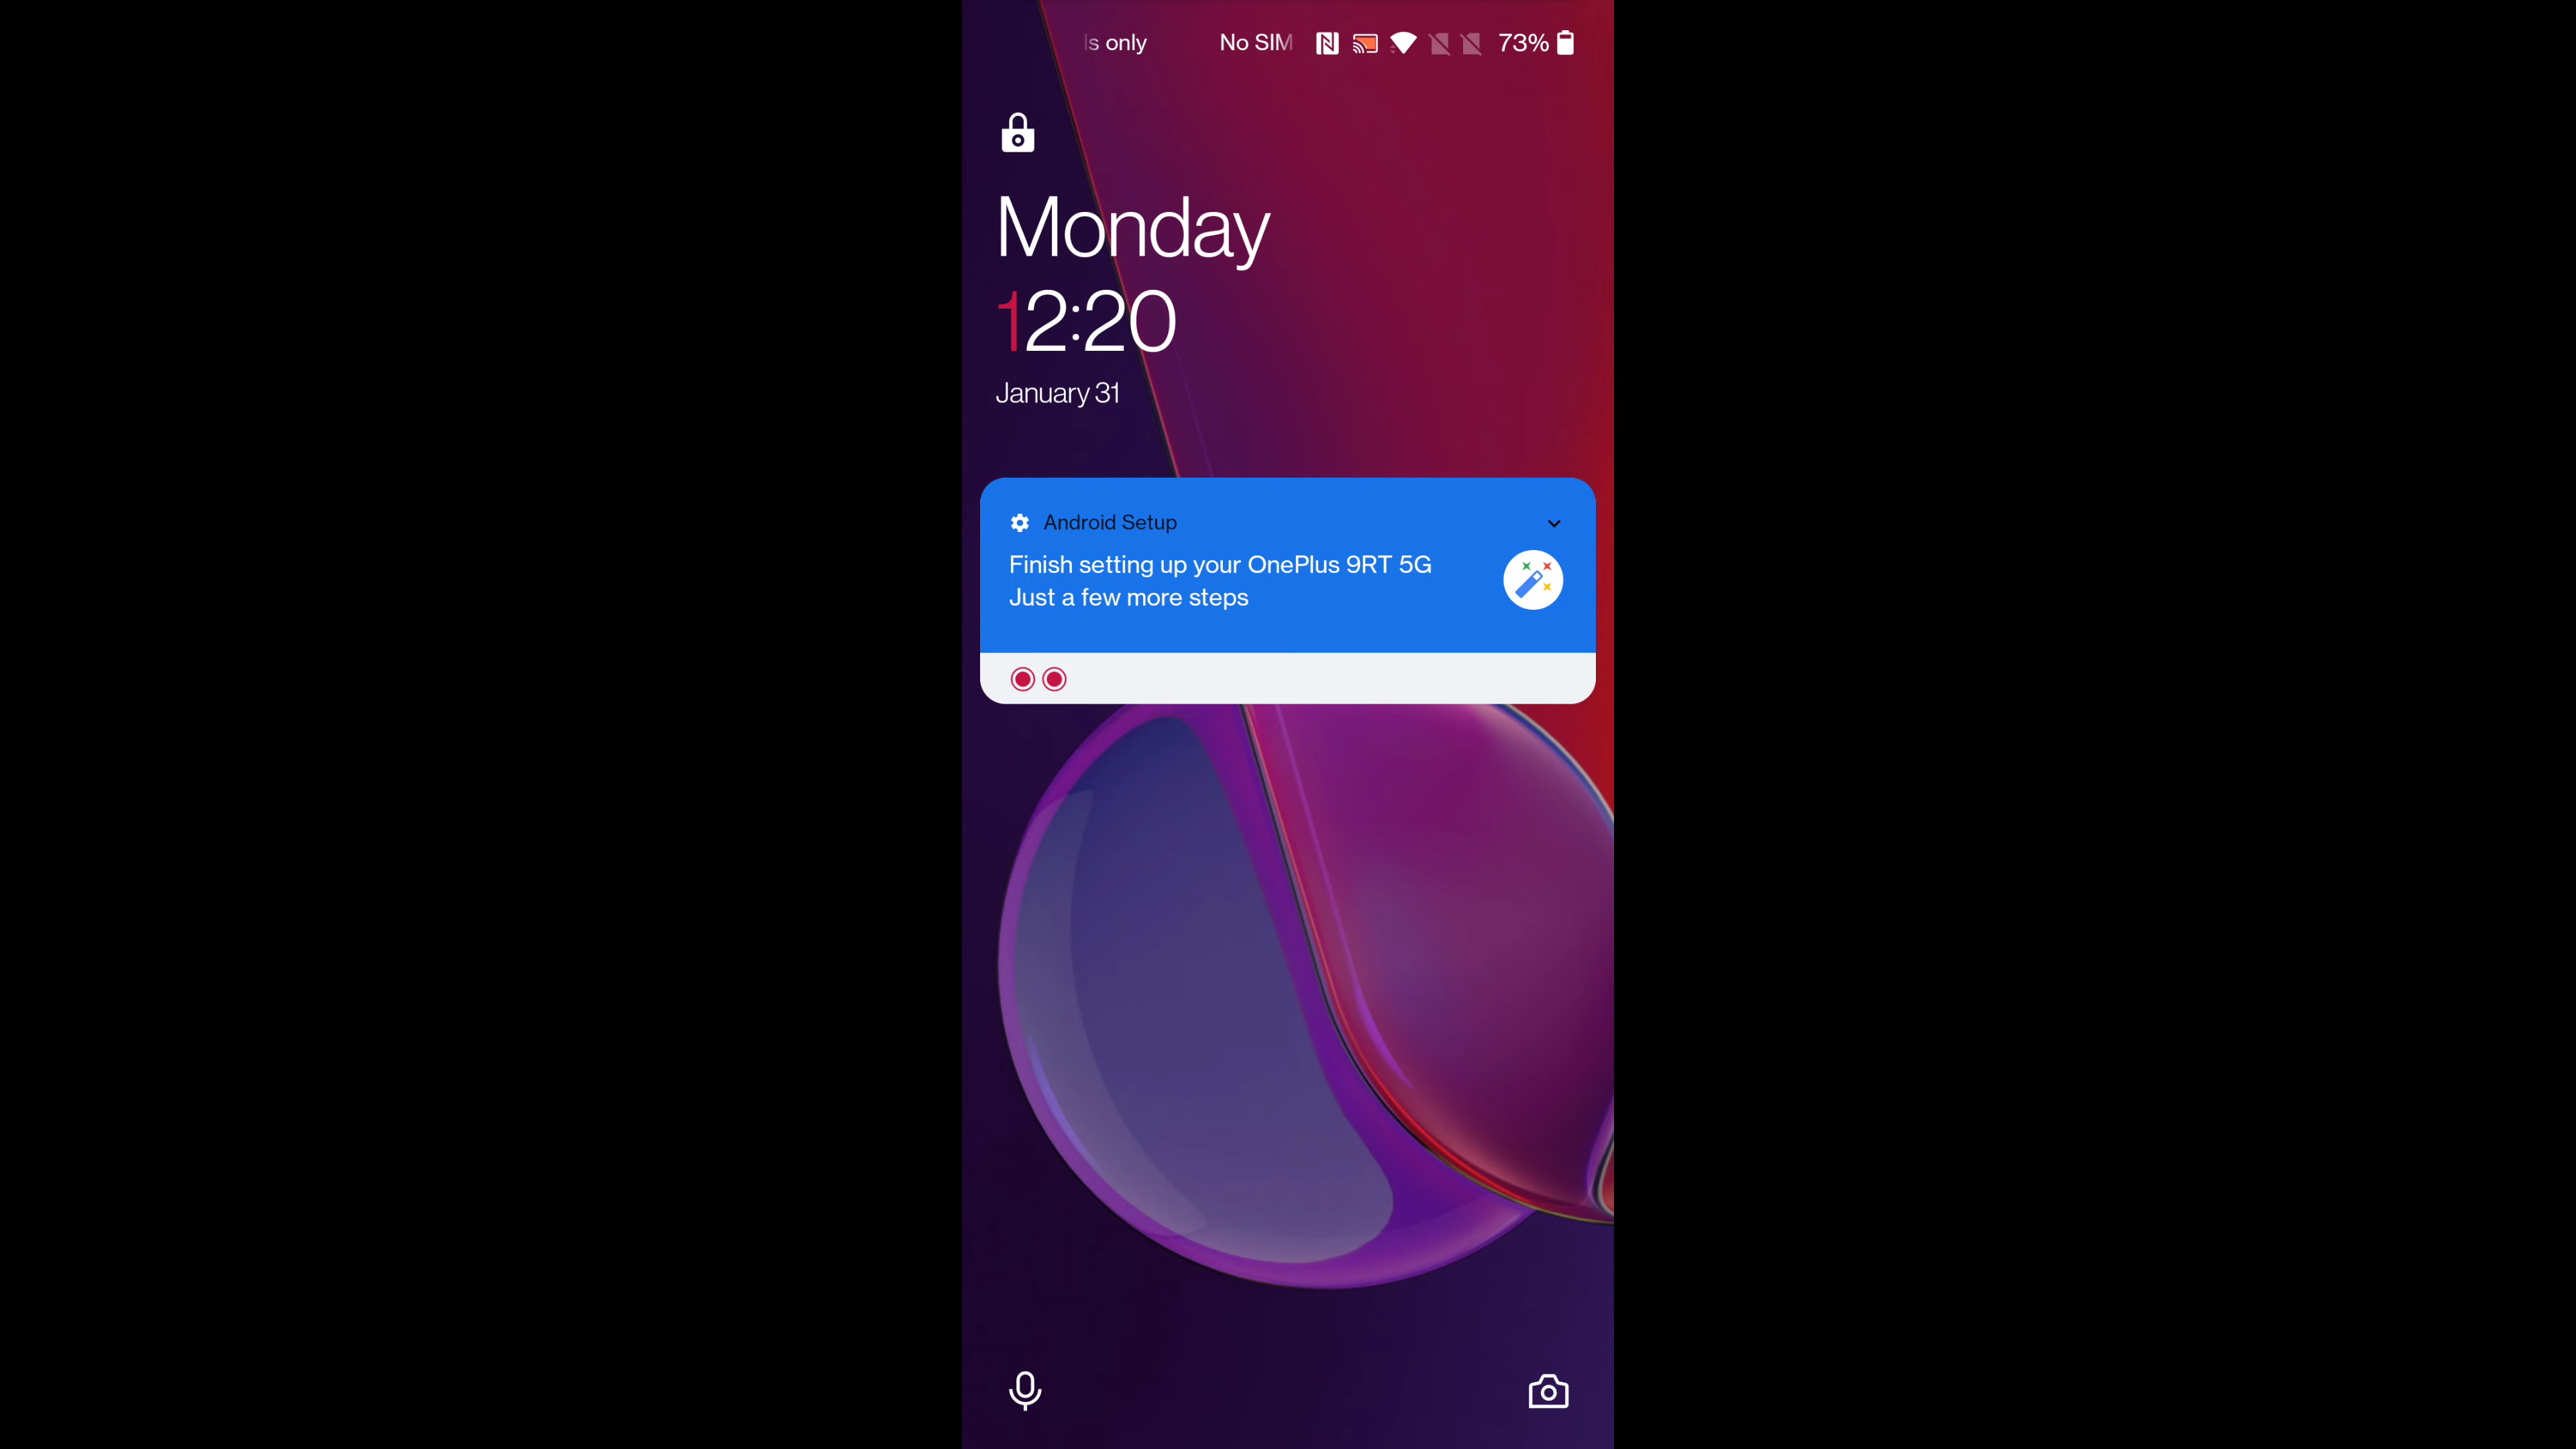 only No SIM 73%
Monday
12:20
January 31
Android Setup
Finish setting up your OnePlus 9RT 5G
Just a few more steps